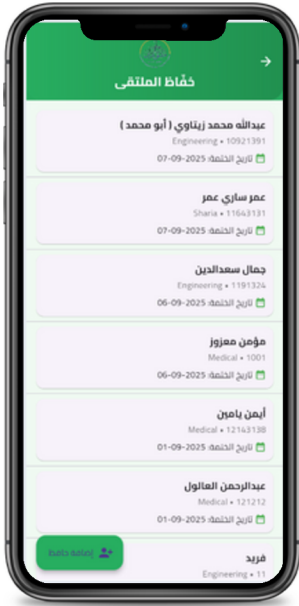 حُفّاظ الملتقى
عبدالله محمد زيتاوي ( أبو محمد )
Engineering • 10921391
تاريخ الختمة: 2025-09-07
عمر ساري عمر
Sharia • 11643131
تاريخ الختمة: 2025-09-07
جمال سعدالدين
Engineering • 1191324
تاريخ الختمة: 2025-09-06
مؤمن معزوز
Medical • 1001
تاريخ الختمة: 2025-09-06
أيمن يامين
Medical • 12143138
تاريخ الختمة: 2025-09-01
عبدالرحمن العالول
Medical • 121212
تاريخ الختمة: 2025-09-01
إضافة حافظ
فريد
Engineering • 11